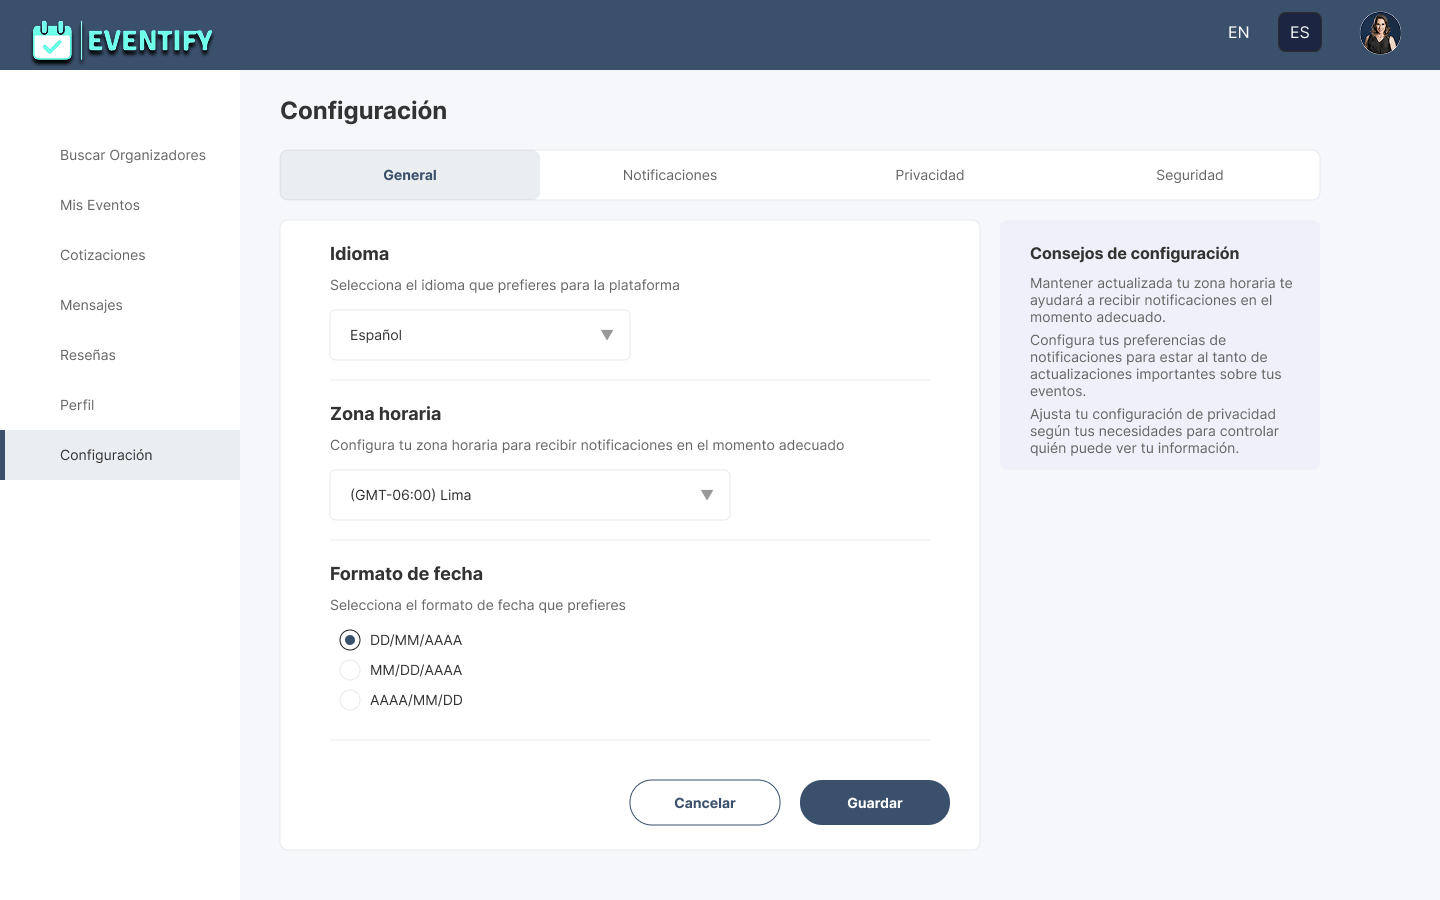 EVENTIFY
EN
ES
Buscar Organizadores
Mis Eventos
Cotizaciones
Mensajes
Reseñas
Perfil
Configuración
Configuración
General
Notificaciones
Privacidad
Seguridad
Idioma
Selecciona el idioma que prefieres para la plataforma
Español
Zona horaria
Configura tu zona horaria para recibir notificaciones en el momento adecuado
(GMT-06:00) Lima
Formato de fecha
Selecciona el formato de fecha que prefieres
DD/MM/AAAA
MM/DD/AAAA
AAAA/MM/DD
Cancelar
Guardar
Consejos de configuración
Mantener actualizada tu zona horaria te
ayudará a recibir notificaciones en el
momento adecuado.
Configura tus preferencias de
notificaciones para estar al tanto de
actualizaciones importantes sobre tus
eventos.
Ajusta tu configuración de privacidad
según tus necesidades para controlar
quién puede ver tu información.